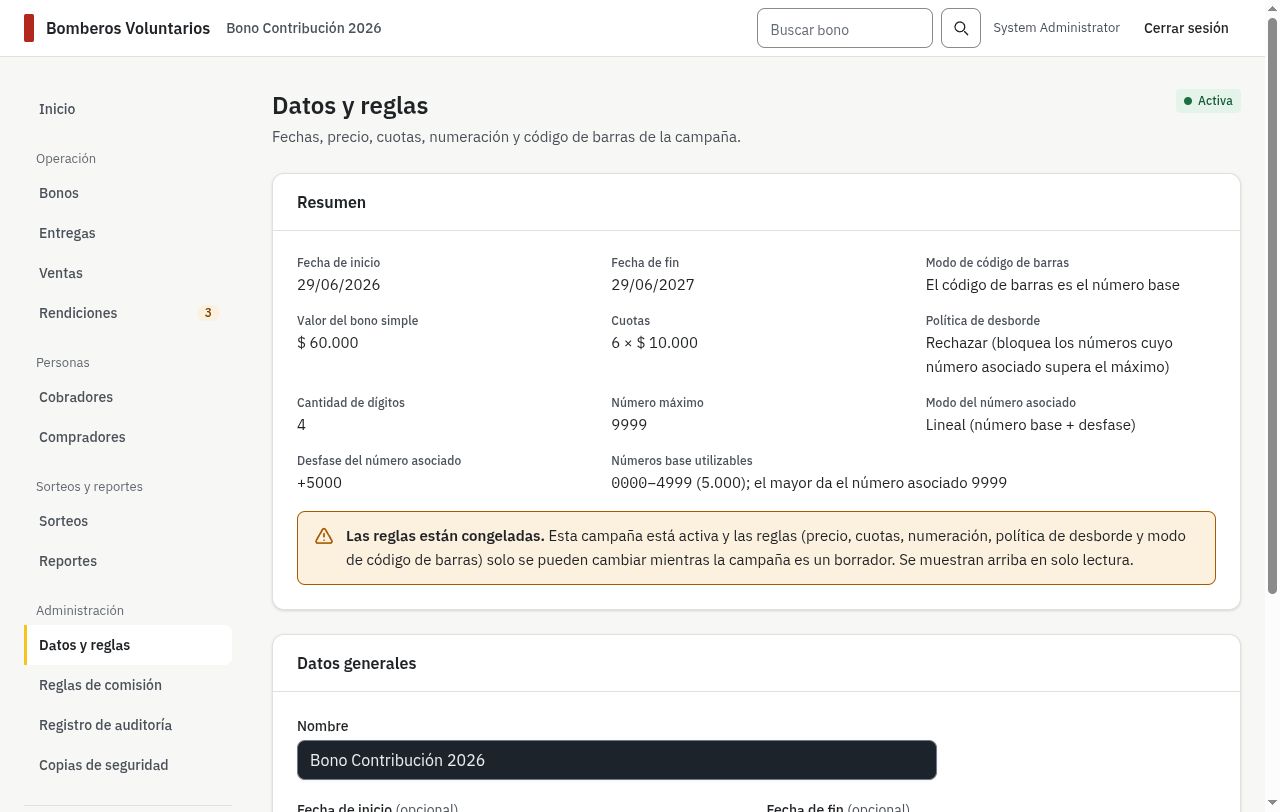 Bomberos Voluntarios
Bono Contribución 2026
Buscar bono
System Administrator
Cerrar sesión
Inicio
Operación
Bonos
Entregas
Ventas
Rendiciones
3
Personas
Cobradores
Compradores
Sorteos y reportes
Sorteos
Reportes
Administración
Datos y reglas
Reglas de comisión
Registro de auditoría
Copias de seguridad
Datos y reglas
Activa
Fechas, precio, cuotas, numeración y código de barras de la campaña.
Resumen
Fecha de inicio
29/06/2026
Fecha de fin
29/06/2027
Modo de código de barras
El código de barras es el número base
Valor del bono simple
$ 60.000
Cuotas
6 × $ 10.000
Política de desborde
Rechazar (bloquea los números cuyo
número asociado supera el máximo)
Cantidad de dígitos
4
Número máximo
9999
Modo del número asociado
Lineal (número base + desfase)
Desfase del número asociado
+5000
Números base utilizables
0000–4999 (5.000); el mayor da el número asociado 9999
Las reglas están congeladas. Esta campaña está activa y las reglas (precio, cuotas, numeración, política de desborde y modo
de código de barras) solo se pueden cambiar mientras la campaña es un borrador. Se muestran arriba en solo lectura.
Datos generales
Nombre
Bono Contribución 2026
Fecha de inicio (opcional)
Fecha de fin (opcional)